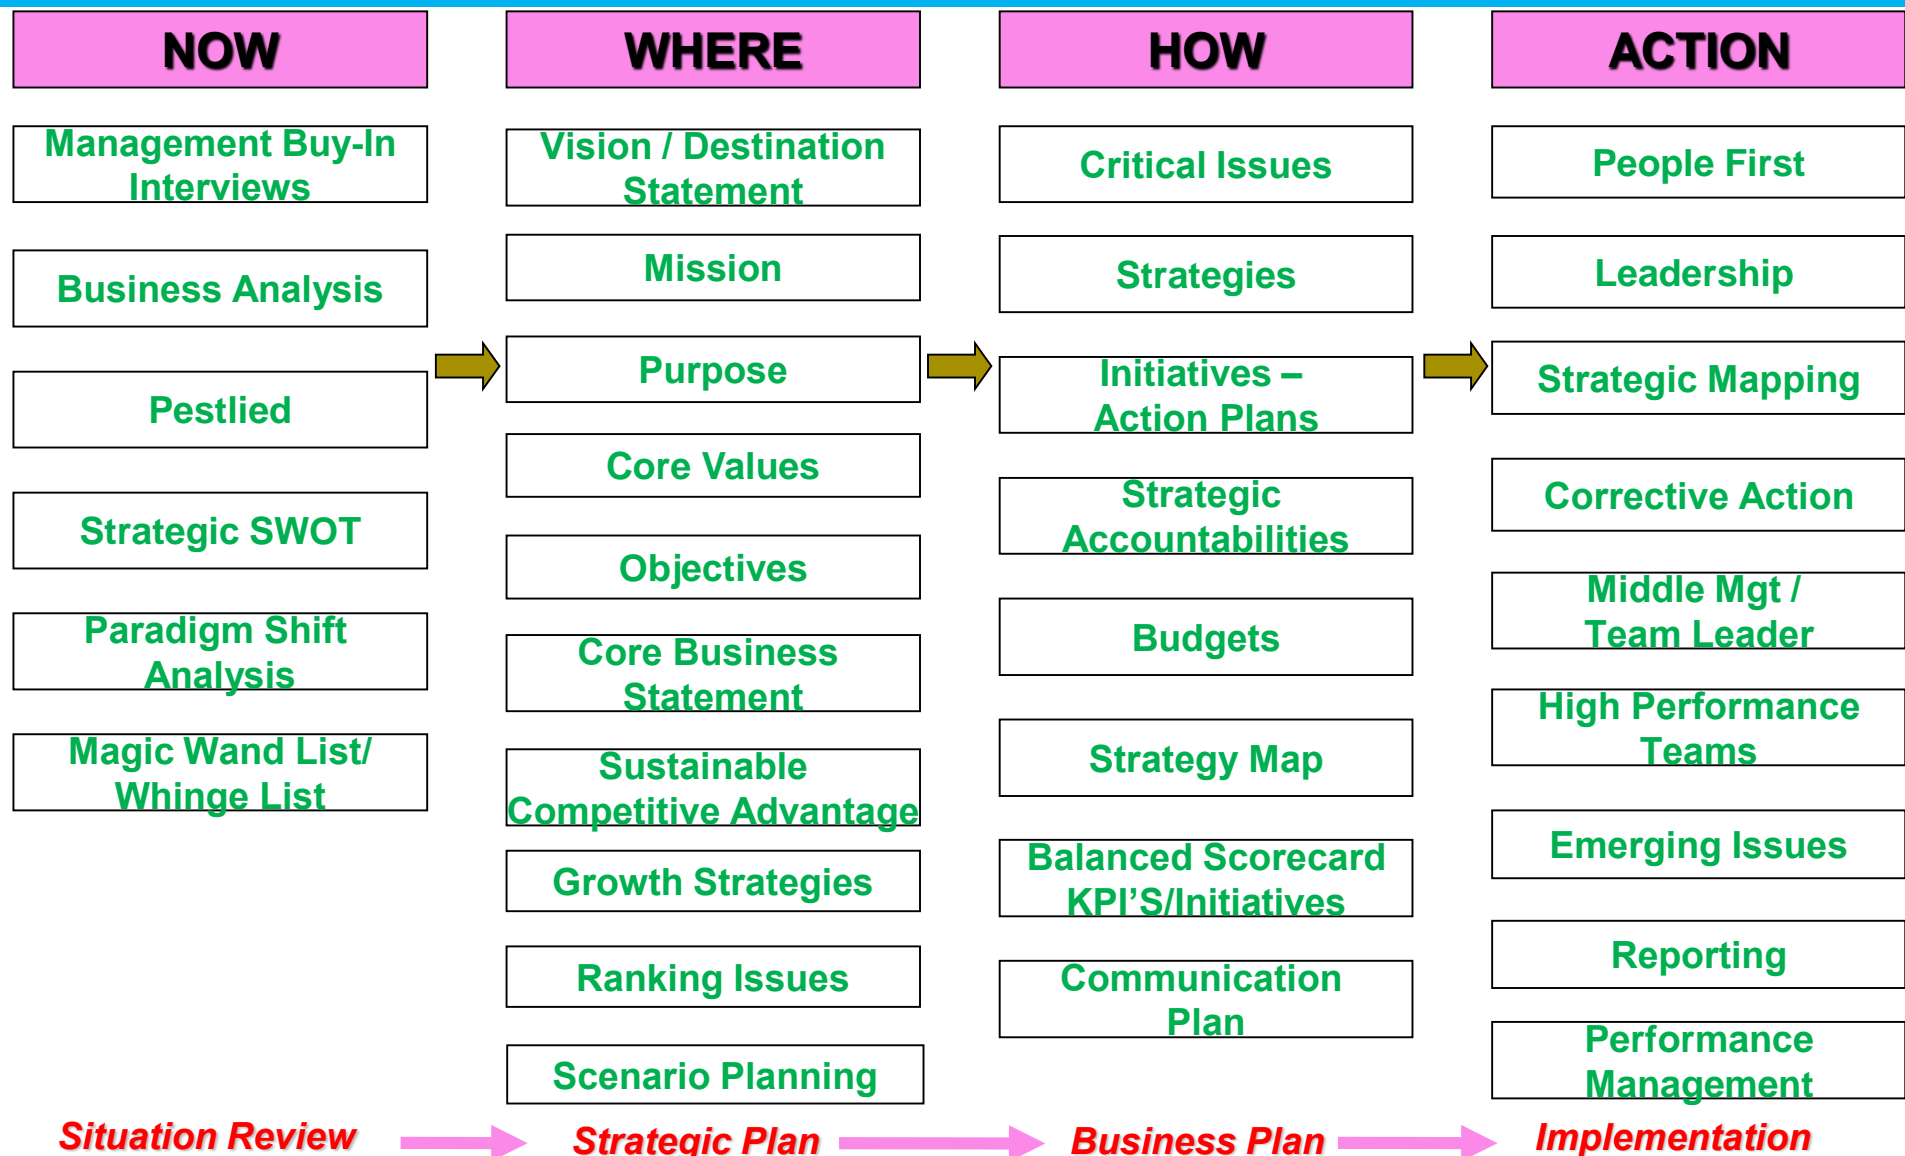 NOW
Management Buy-In
Interviews
Business Analysis
Pestlied
Strategic SWOT
Paradigm Shift
Analysis
Magic Wand List/
Whinge List
Situation Review
WHERE
Vision / Destination
Statement
Mission
Purpose
Core Values
Objectives
Core Business
Statement
Sustainable
Competitive Advantage
Growth Strategies
Ranking Issues
Scenario Planning
Strategic Plan
HOW
Critical Issues
Strategies
Initiatives –
Action Plans
Strategic
Accountabilities
Budgets
Strategy Map
Balanced Scorecard
KPI’S/Initiatives
Communication
Plan
Business Plan
ACTION
People First
Leadership
Strategic Mapping
Corrective Action
Middle Mgt /
Team Leader
High Performance
Teams
Emerging Issues
Reporting
Performance
Management
Implementation